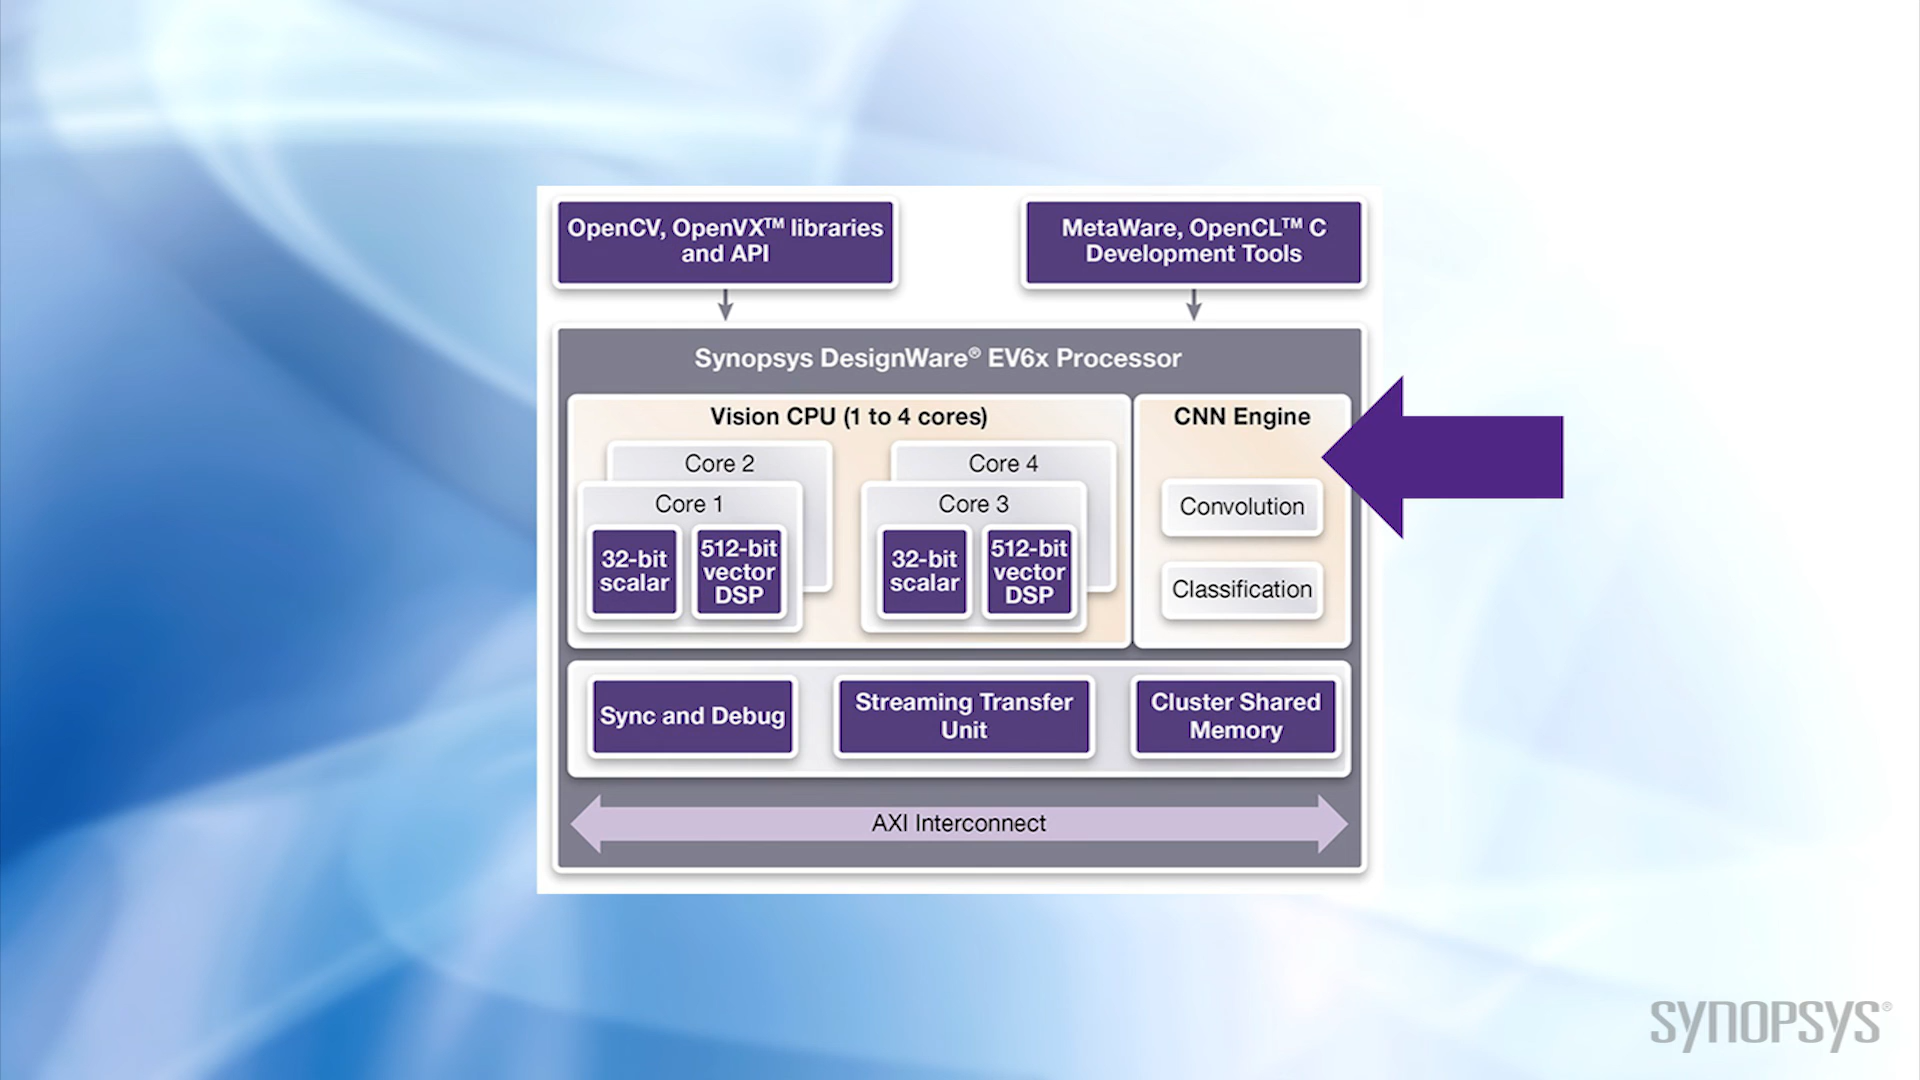 OpenCV, OpenVX™ libraries
and API
MetaWare, OpenCL™ C
Development Tools
Synopsys DesignWare® EV6x Processor
Vision CPU (1 to 4 cores)
Core 2
Core 1
32-bit
scalar
512-bit
vector
DSP
Core 4
Core 3
32-bit
scalar
512-bit
vector
DSP
CNN Engine
Convolution
Classification
Sync and Debug
Streaming Transfer
Unit
Cluster Shared
Memory
AXI Interconnect
SYNOPSYS®